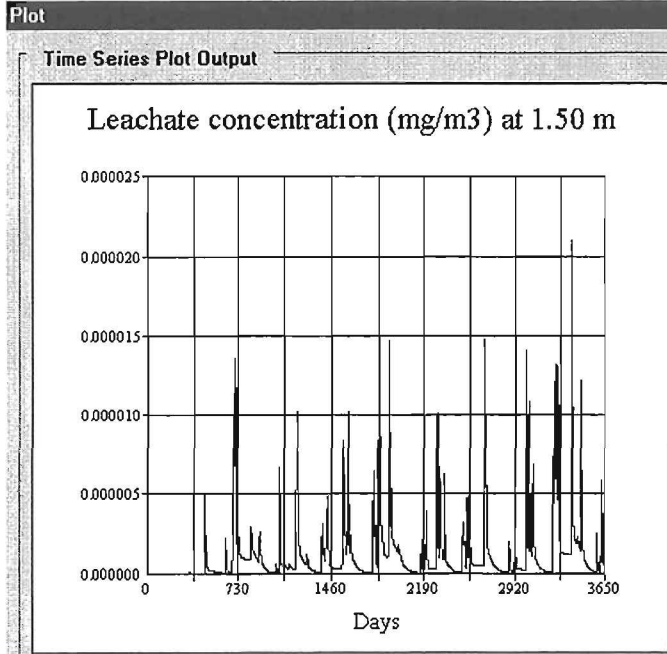 Plot
Time Series Plot Output
Leachate concentration (mg/m3) at 1.50 m
0.000025
0.000020
0.000015
0.000010
0.000005
0.000000
0 730 1460 2190 2920 3650
Days